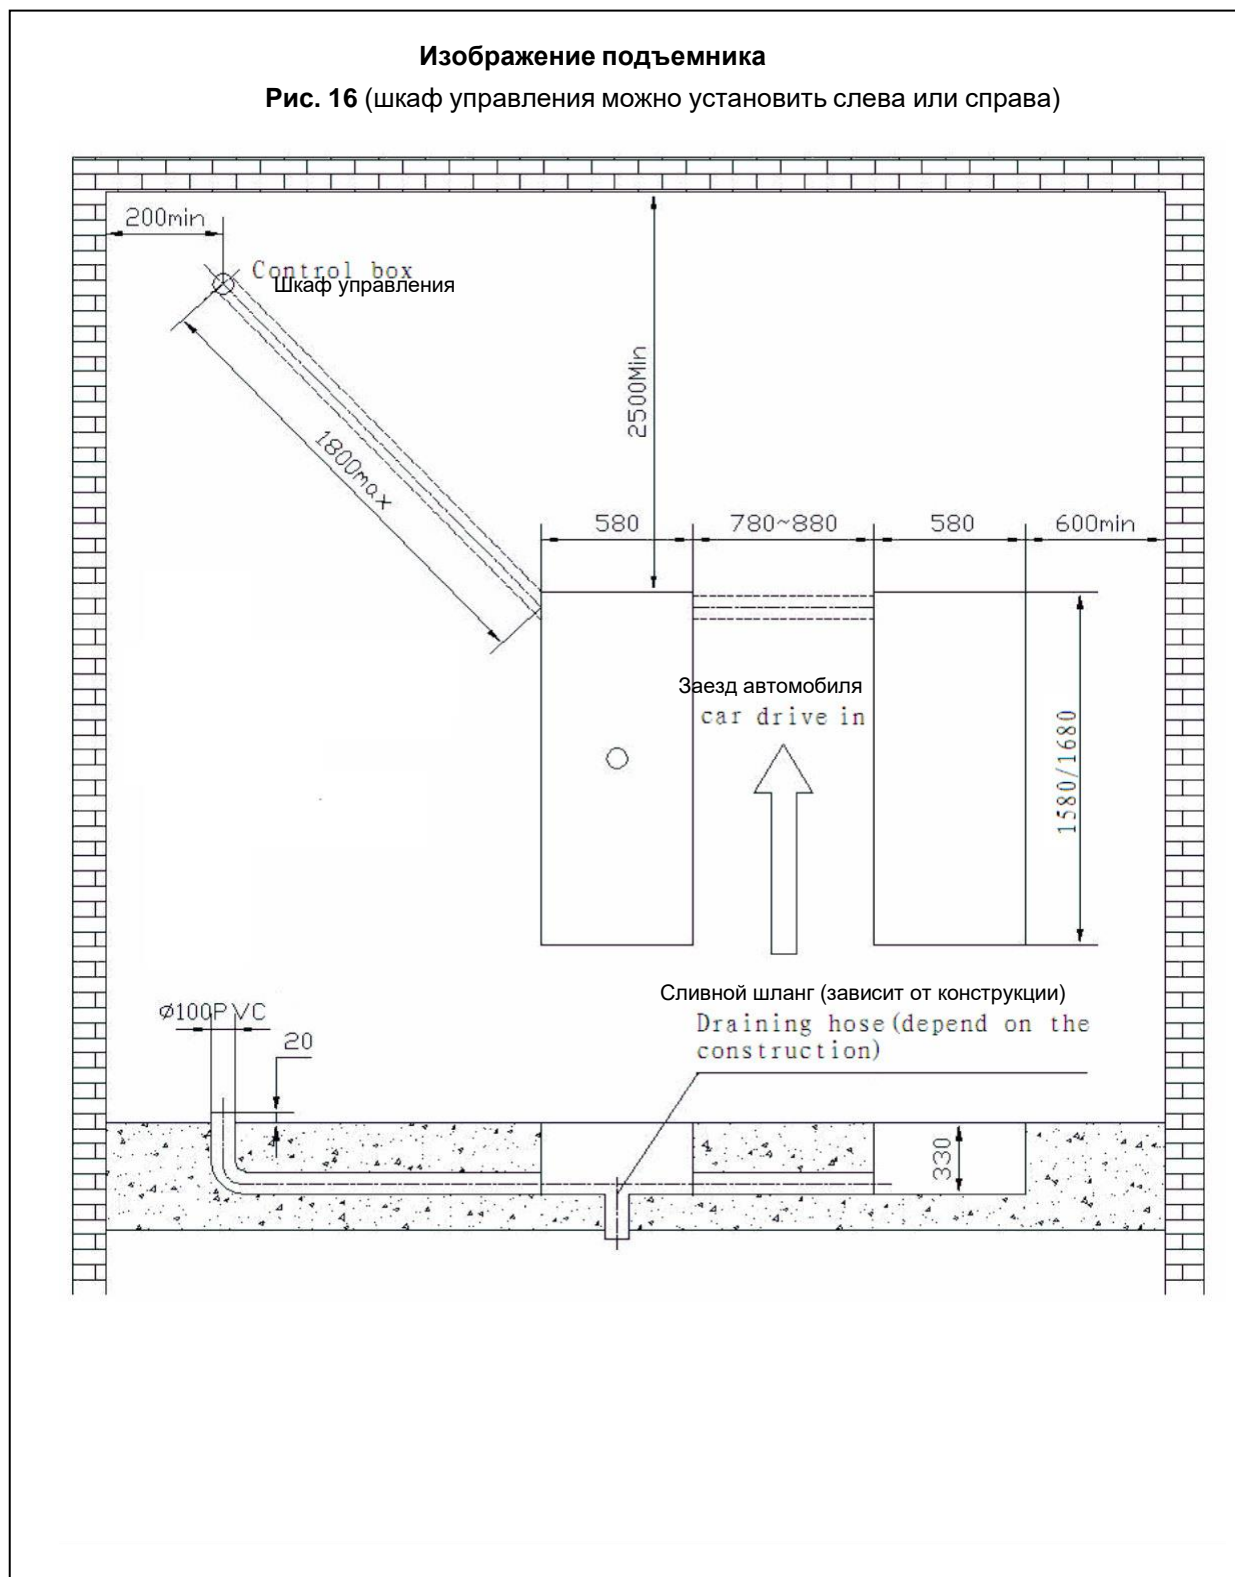 Изображение подъемника
Рис. 16 (шкаф управления можно установить слева или справа)
200min
Control box
Шкаф управления
2500Min
1800max
580
780~880
580
600min
Заезд автомобиля
car drive in
1580/1680
Сливной шланг (зависит от конструкции)
Draining hose(depend on the
construction)
ø100PVC
20
330